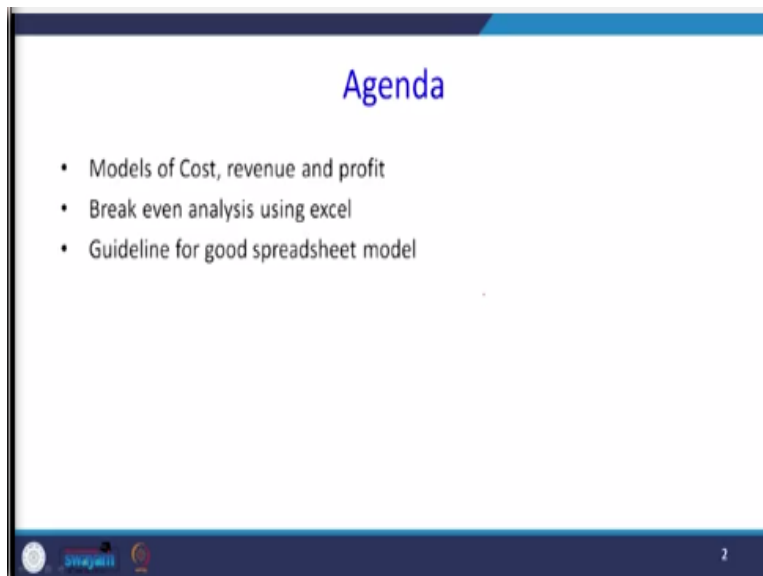 Agenda
• Models of Cost, revenue and profit
• Break even analysis using excel
• Guideline for good spreadsheet model
swayam
2